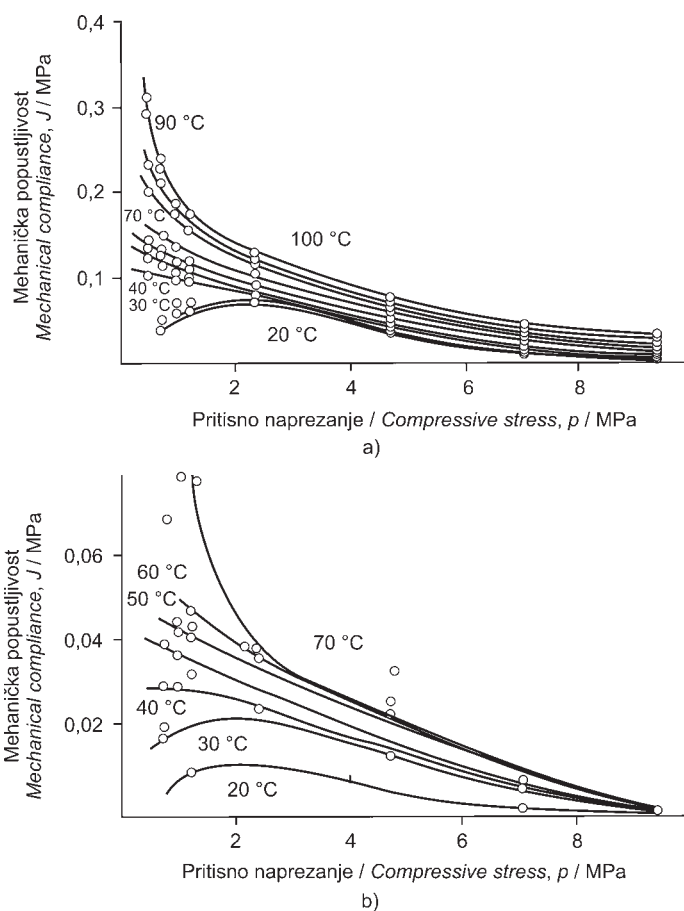 Mehanička popustljivost
Mechanical compliance, J / MPa
0,4
0,3
0,2
0,1
90 °C
70 °C
40 °C
30 °C
100 °C
20 °C
2 4 6 8
Pritisno naprezanje / Compressive stress, p / MPa
a)
Mehanička popustljivost
Mechanical compliance, J / MPa
0,06
0,04
0,02
60 °C
50 °C
70 °C
40 °C
30 °C
20 °C
2 4 6 8
Pritisno naprezanje / Compressive stress, p / MPa
b)